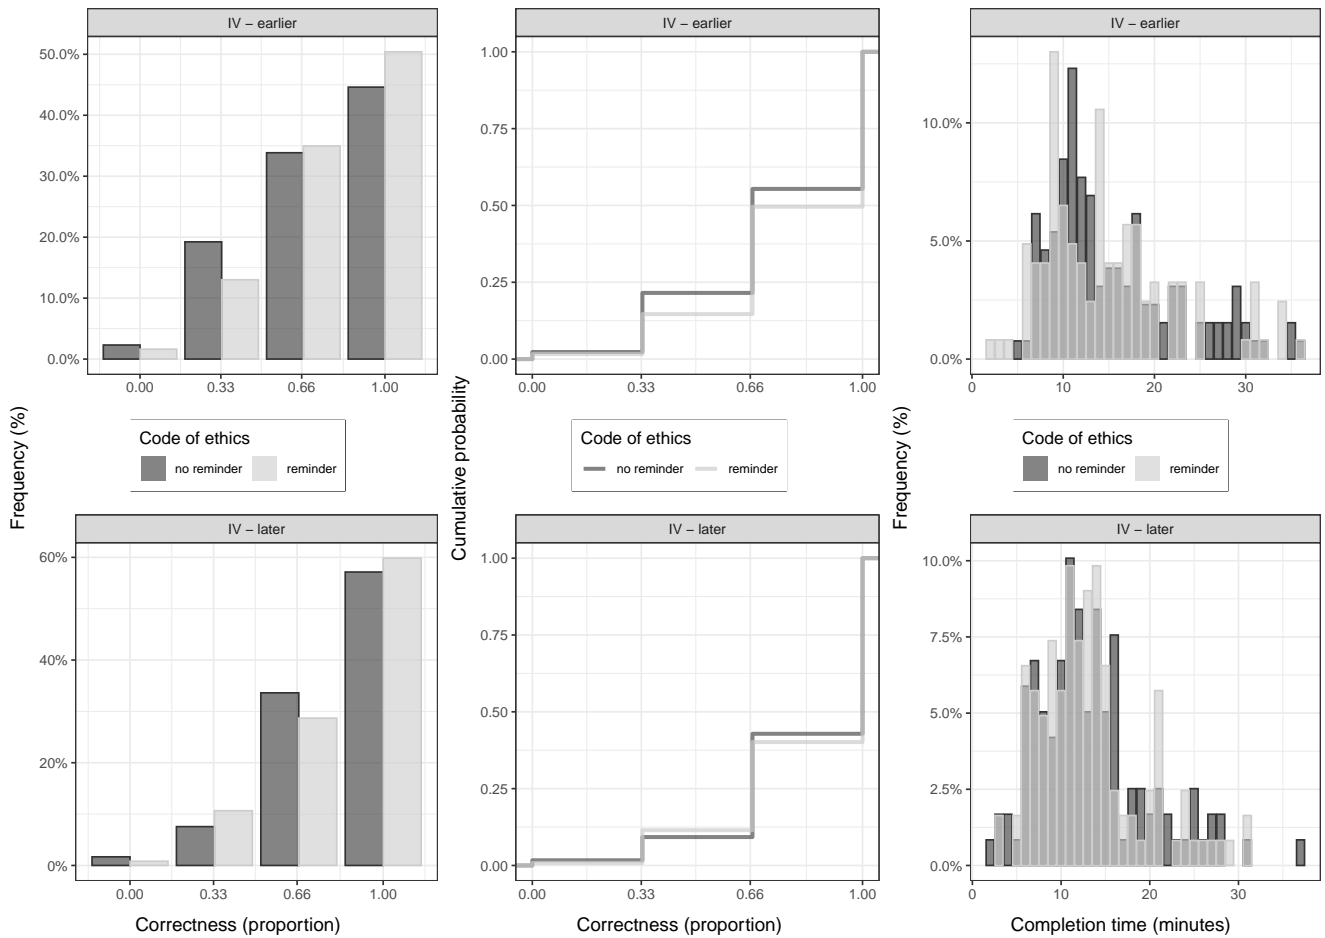 IV − earlier
50.0%
40.0%
30.0%
20.0%
10.0%
0.0%
0.00 0.33 0.66 1.00
IV − earlier
1.00
0.75
0.50
0.25
0.00
0.00 0.33 0.66 1.00
IV − earlier
10.0%
5.0%
0.0%
0 10 20 30
Frequency (%)
Code of ethics
no reminder reminder
Cumulative probability
Code of ethics
no reminder reminder
Frequency (%)
Code of ethics
no reminder reminder
IV − later
60%
40%
20%
0%
0.00 0.33 0.66 1.00
Correctness (proportion)
IV − later
1.00
0.75
0.50
0.25
0.00
0.00 0.33 0.66 1.00
Correctness (proportion)
IV − later
10.0%
7.5%
5.0%
2.5%
0.0%
0 10 20 30
Completion time (minutes)